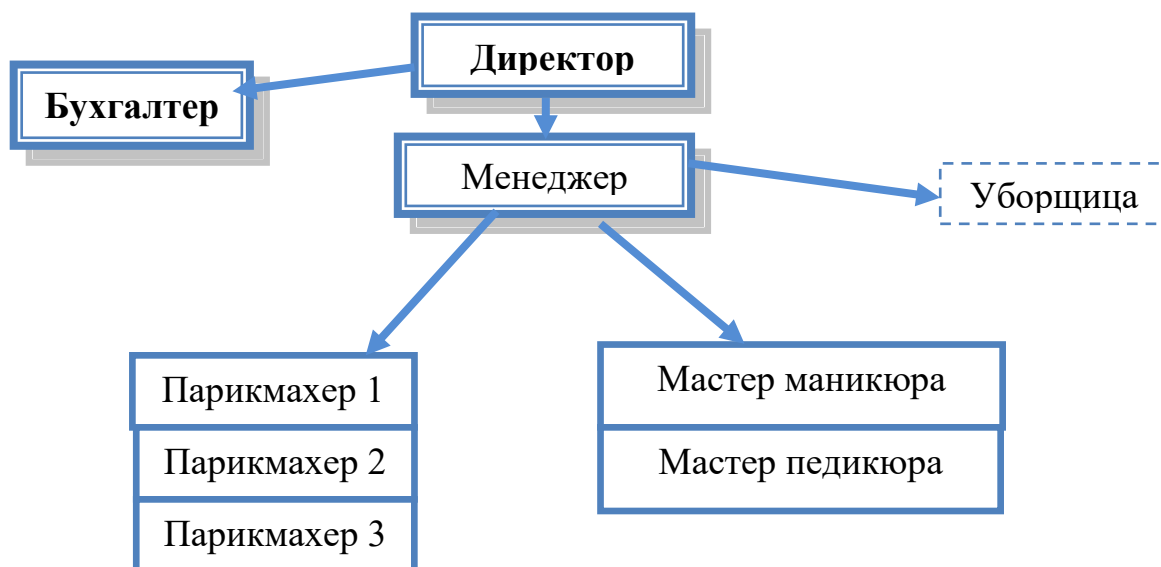 Директор
Бухгалтер
Менеджер
Уборщица
Парикмахер 1
Мастер маникюра
Парикмахер 2
Мастер педикюра
Парикмахер 3